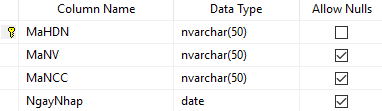 Column Name Data Type Allow Nulls
MaHDN nvarchar(50)
MaNV nvarchar(50)
MaNCC nvarchar(50)
NgayNhap date